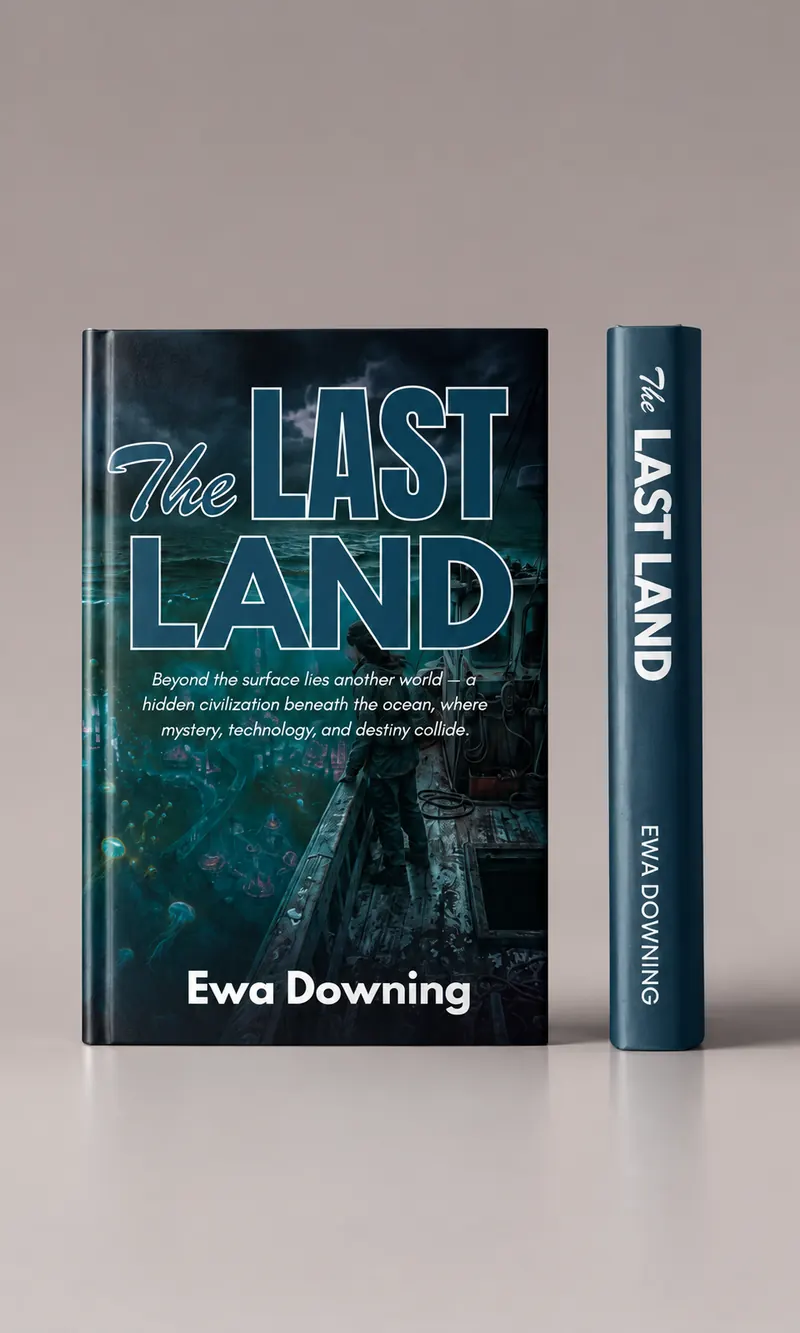 The LAST
LAND
Beyond the surface lies another world – a
hidden civilization beneath the ocean, where
mystery, technology, and destiny collide.
Ewa Downing
The LAST LAND
EWA DOWNING